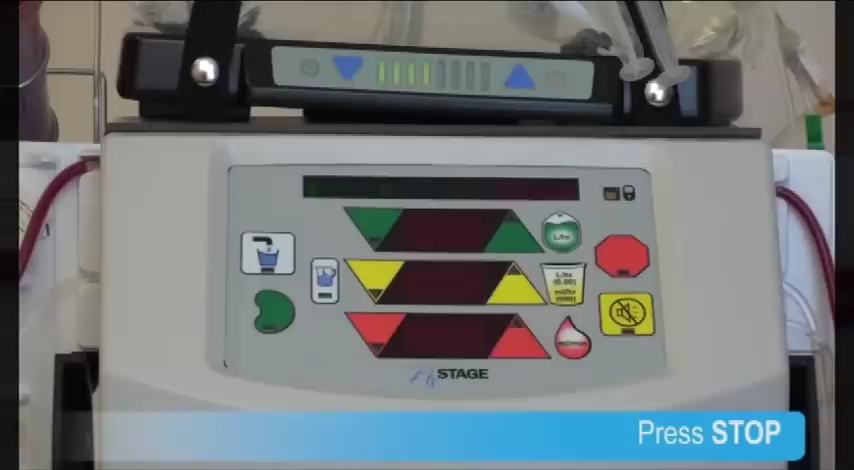 L/hr
L/hr
(0.00)
ml/hr
(000)
ml/min
STAGE
Press STOP